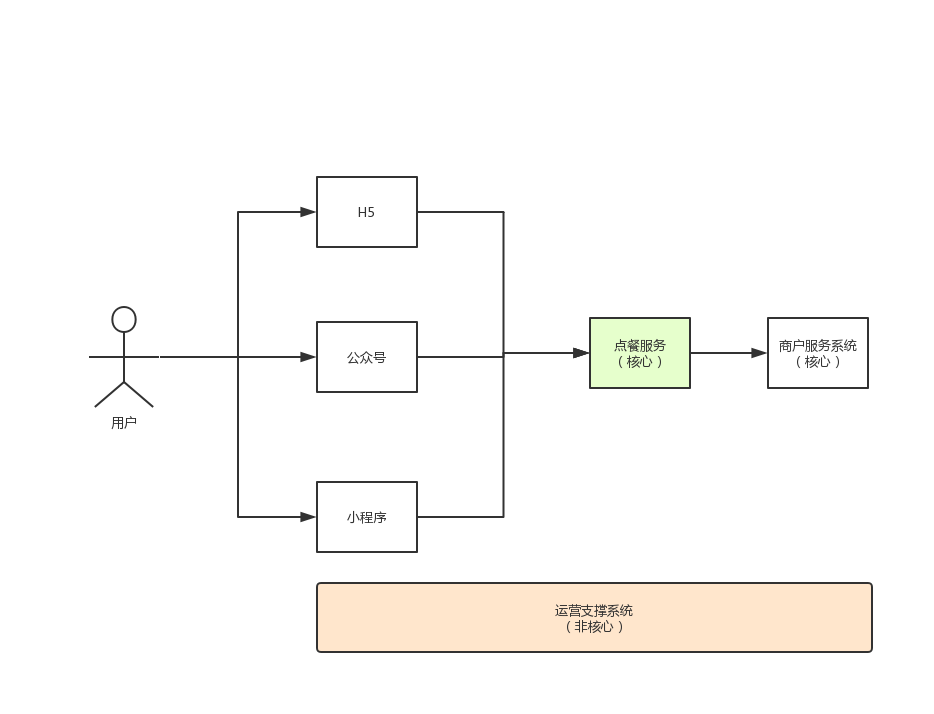 H5
公众号
用户
小程序
点餐服务
（核心）
商户服务系统
（核心）
运营支撑系统
（非核心）